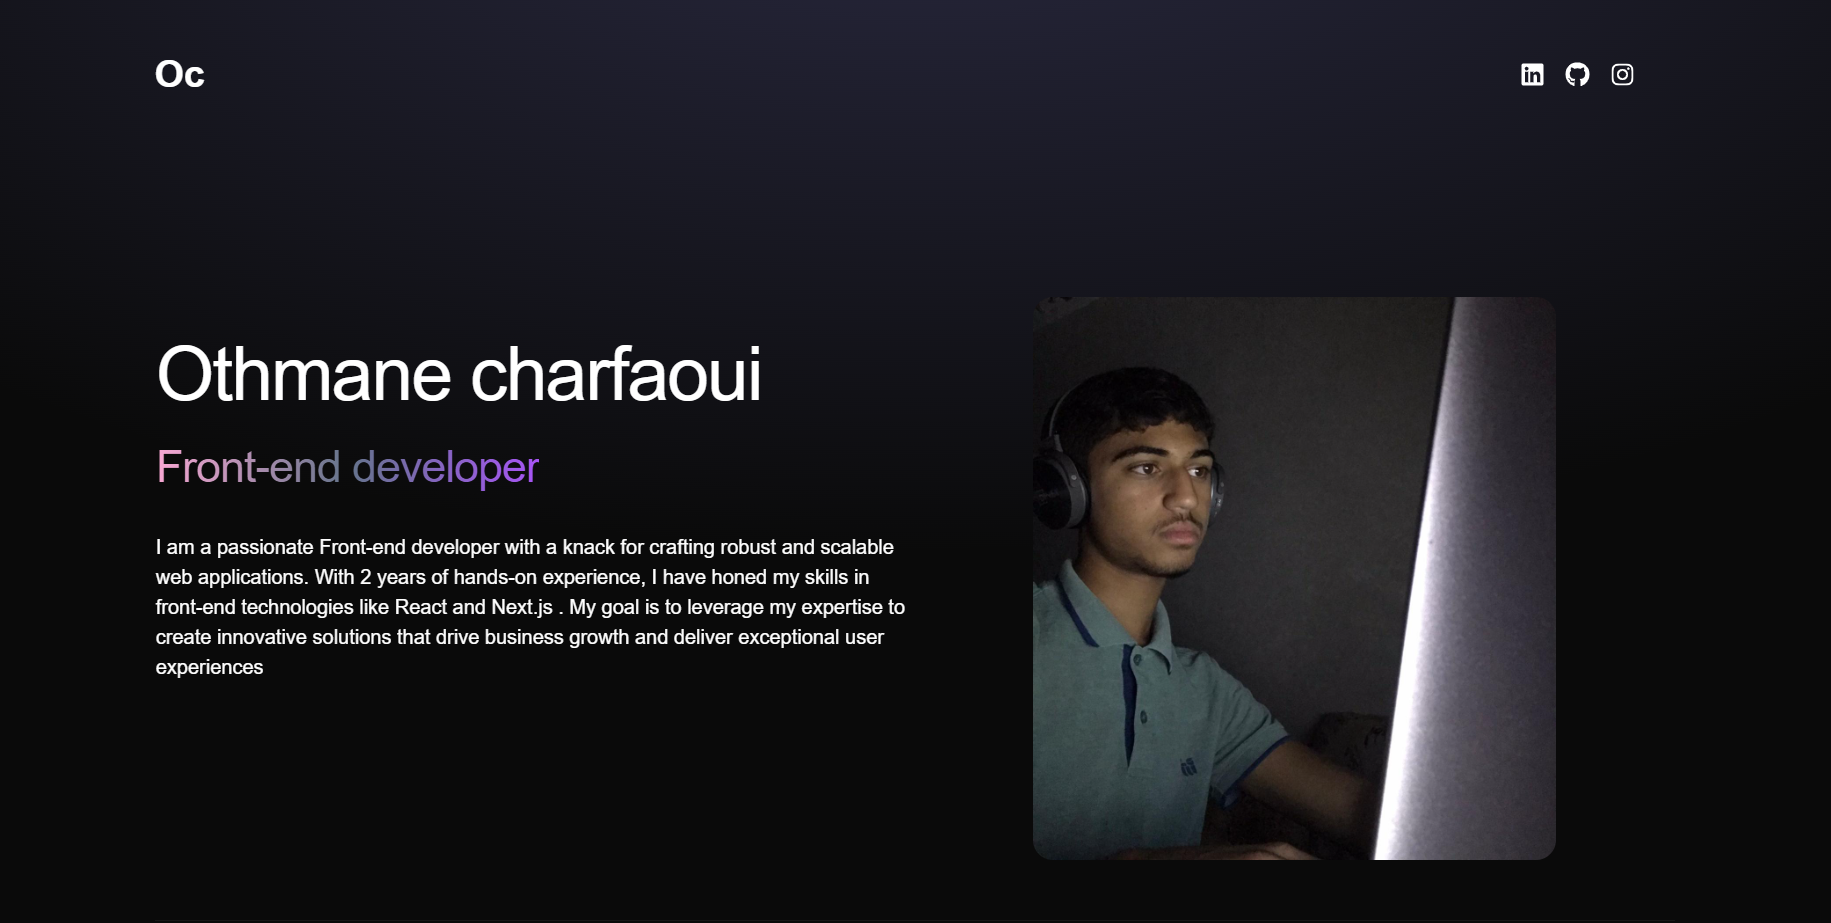 Oc
in
Othmane charfaoui
Front-end developer
I am a passionate Front-end developer with a knack for crafting robust and scalable
web applications. With 2 years of hands-on experience, I have honed my skills in
front-end technologies like React and Next.js . My goal is to leverage my expertise to
create innovative solutions that drive business growth and deliver exceptional user
experiences